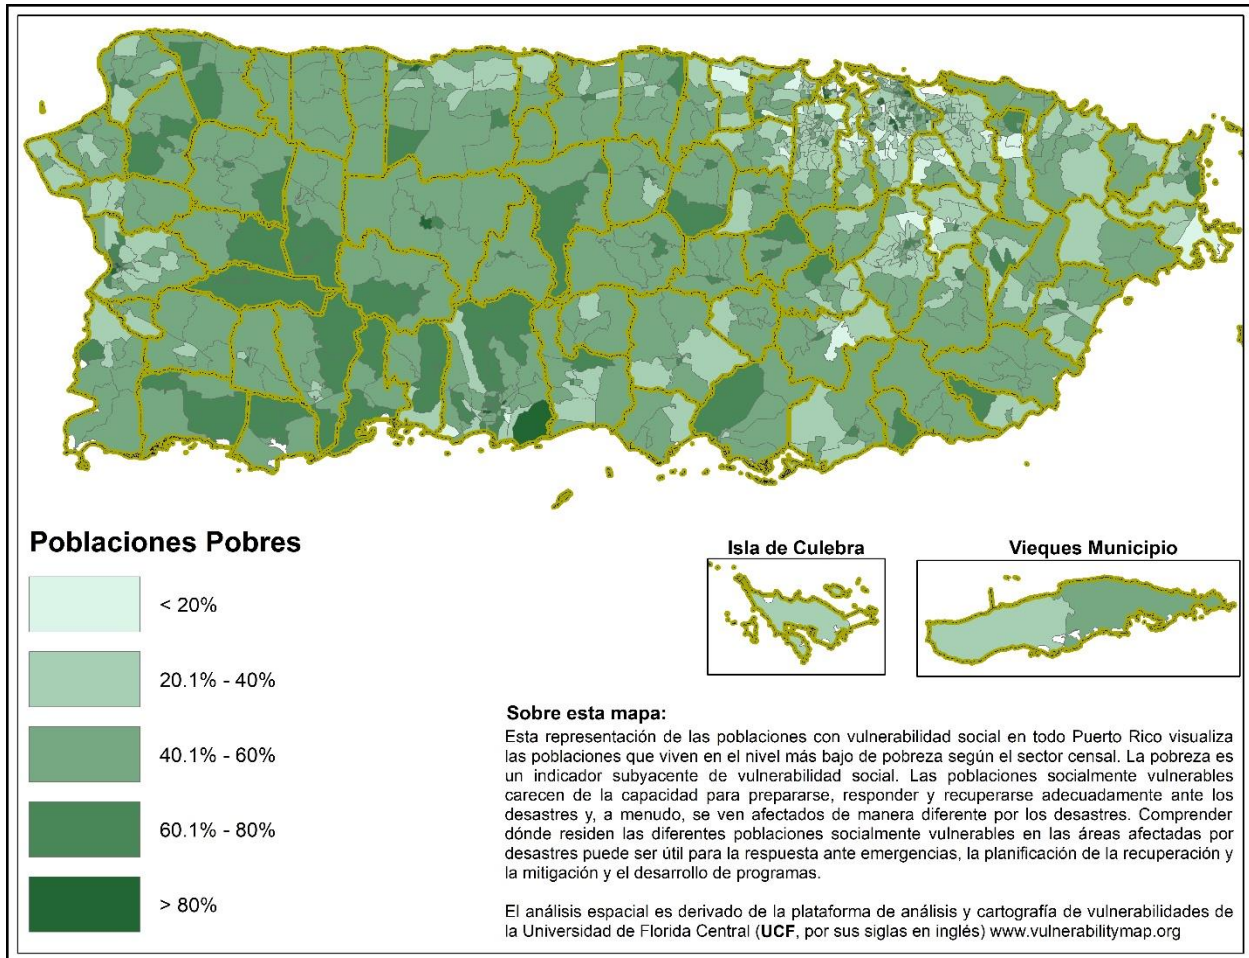 Poblaciones Pobres
< 20%
20.1% - 40%
40.1% - 60%
60.1% - 80%
> 80%
Isla de Culebra
Vieques Municipio
Sobre esta mapa:
Esta representación de las poblaciones con vulnerabilidad social en todo Puerto Rico visualiza
las poblaciones que viven en el nivel más bajo de pobreza según el sector censal. La pobreza es
un indicador subyacente de vulnerabilidad social. Las poblaciones socialmente vulnerables
carecen de la capacidad para prepararse, responder y recuperarse adecuadamente ante los
desastres y, a menudo, se ven afectados de manera diferente por los desastres. Comprender
dónde residen las diferentes poblaciones socialmente vulnerables en las áreas afectadas por
desastres puede ser útil para la respuesta ante emergencias, la planificación de la recuperación y
la mitigación y el desarrollo de programas.
El análisis espacial es derivado de la plataforma de análisis y cartografía de vulnerabilidades de
la Universidad de Florida Central (UCF, por sus siglas en inglés) www.vulnerabilitymap.org